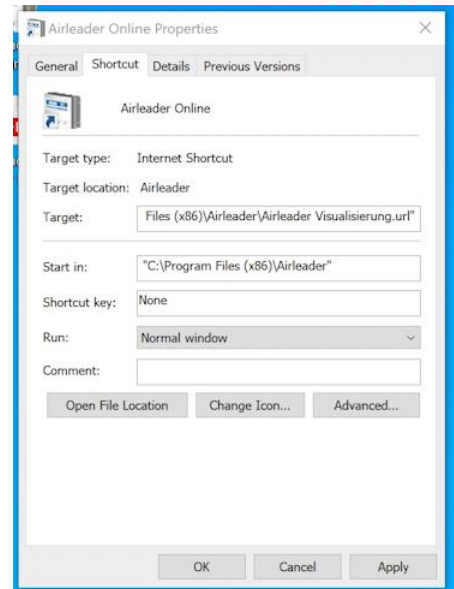 Airleader Online Properties
General Shortcut Details Previous Versions
Airleader Online
Target type: Internet Shortcut
Target location: Airleader
Target: Files (x86)\Airleader\Airleader Visualisierung.url"
Start in: "C:\Program Files (x86)\Airleader"
Shortcut key: None
Run: Normal window
Comment:
Open File Location Change Icon... Advanced...
OK Cancel Apply